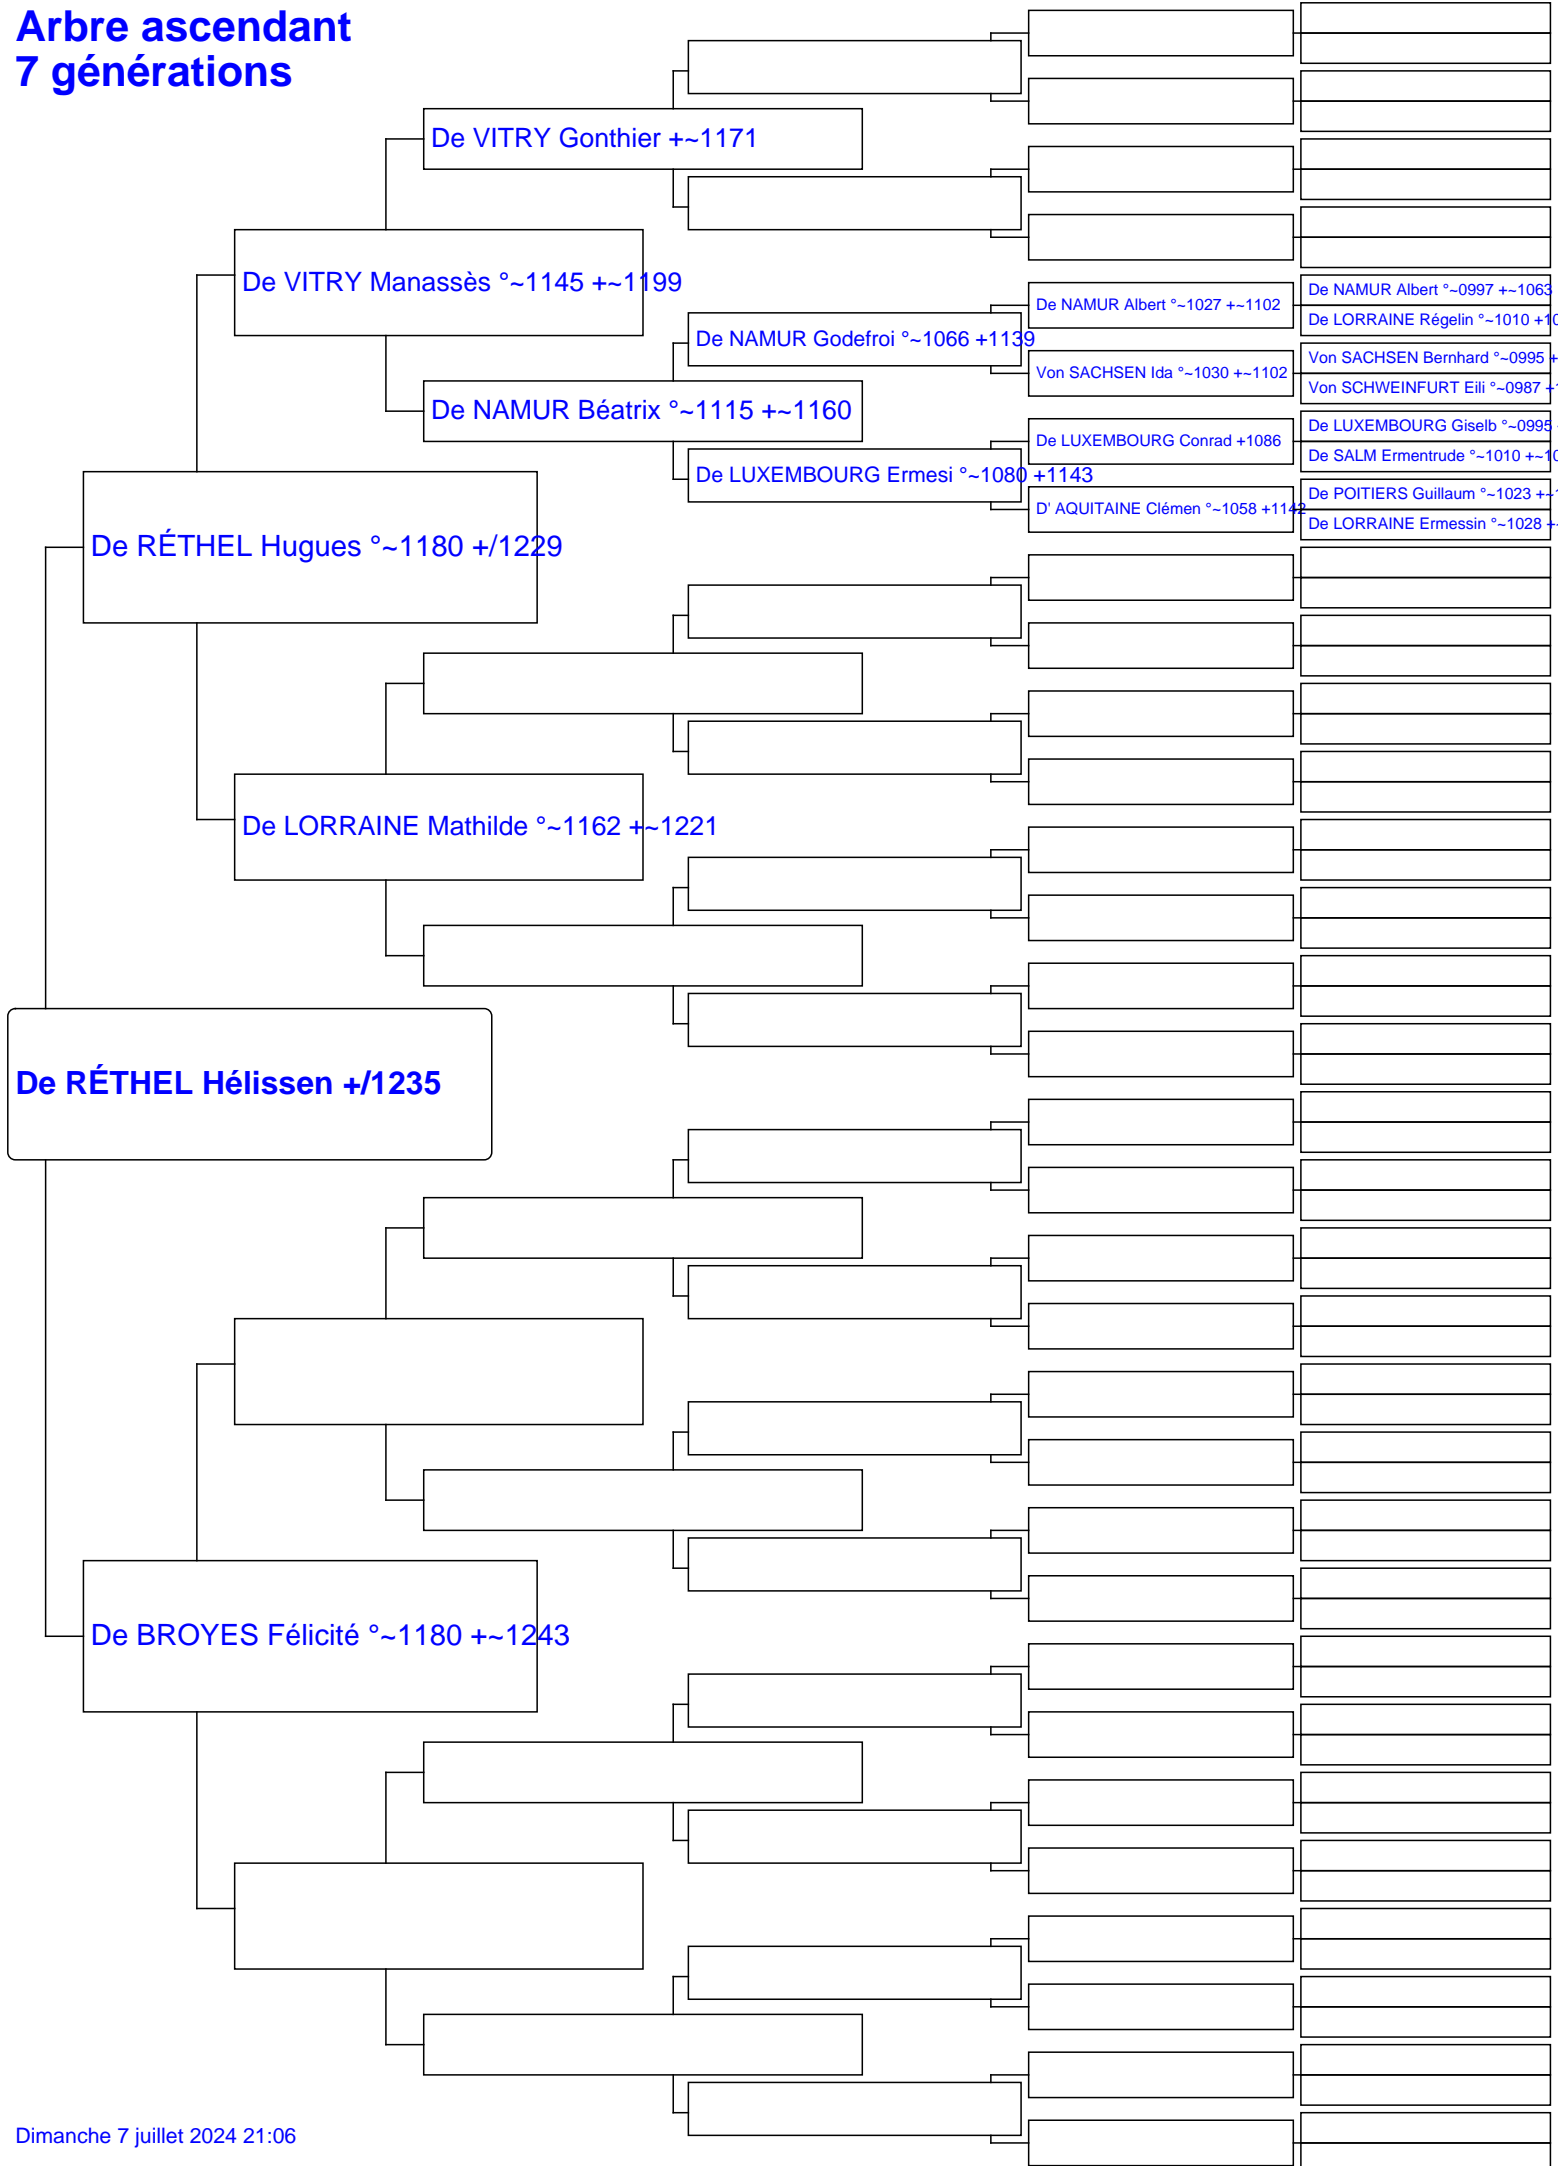 Arbre ascendant
7 générations
De VITRY Gonthier +~1171
De VITRY Manassès °~1145 +~1199
De NAMUR Albert °~1027 +~1102
De NAMUR Albert °~0997 +~1063
De LORRAINE Régelin °~1010 +10
De NAMUR Godefroi °~1066 +1139
Von SACHSEN Ida °~1030 +~1102
Von SACHSEN Bernhard °~0995 +
Von SCHWEINFURT Eili °~0987 +1
De NAMUR Béatrix °~1115 +~1160
De LUXEMBOURG Conrad +1086
De LUXEMBOURG Giselb °~0995
De SALM Ermentrude °~1010 +~10
De LUXEMBOURG Ermesi °~1080 +1143
D' AQUITAINE Clémen °~1058 +1142
De POITIERS Guillaum °~1023 +~1
De LORRAINE Ermessin °~1028 +
De RÉTHEL Hugues °~1180 +/1229
De LORRAINE Mathilde °~1162 +~1221
De RÉTHEL Hélissen +/1235
De BROYES Félicité °~1180 +~1243
Dimanche 7 juillet 2024 21:06